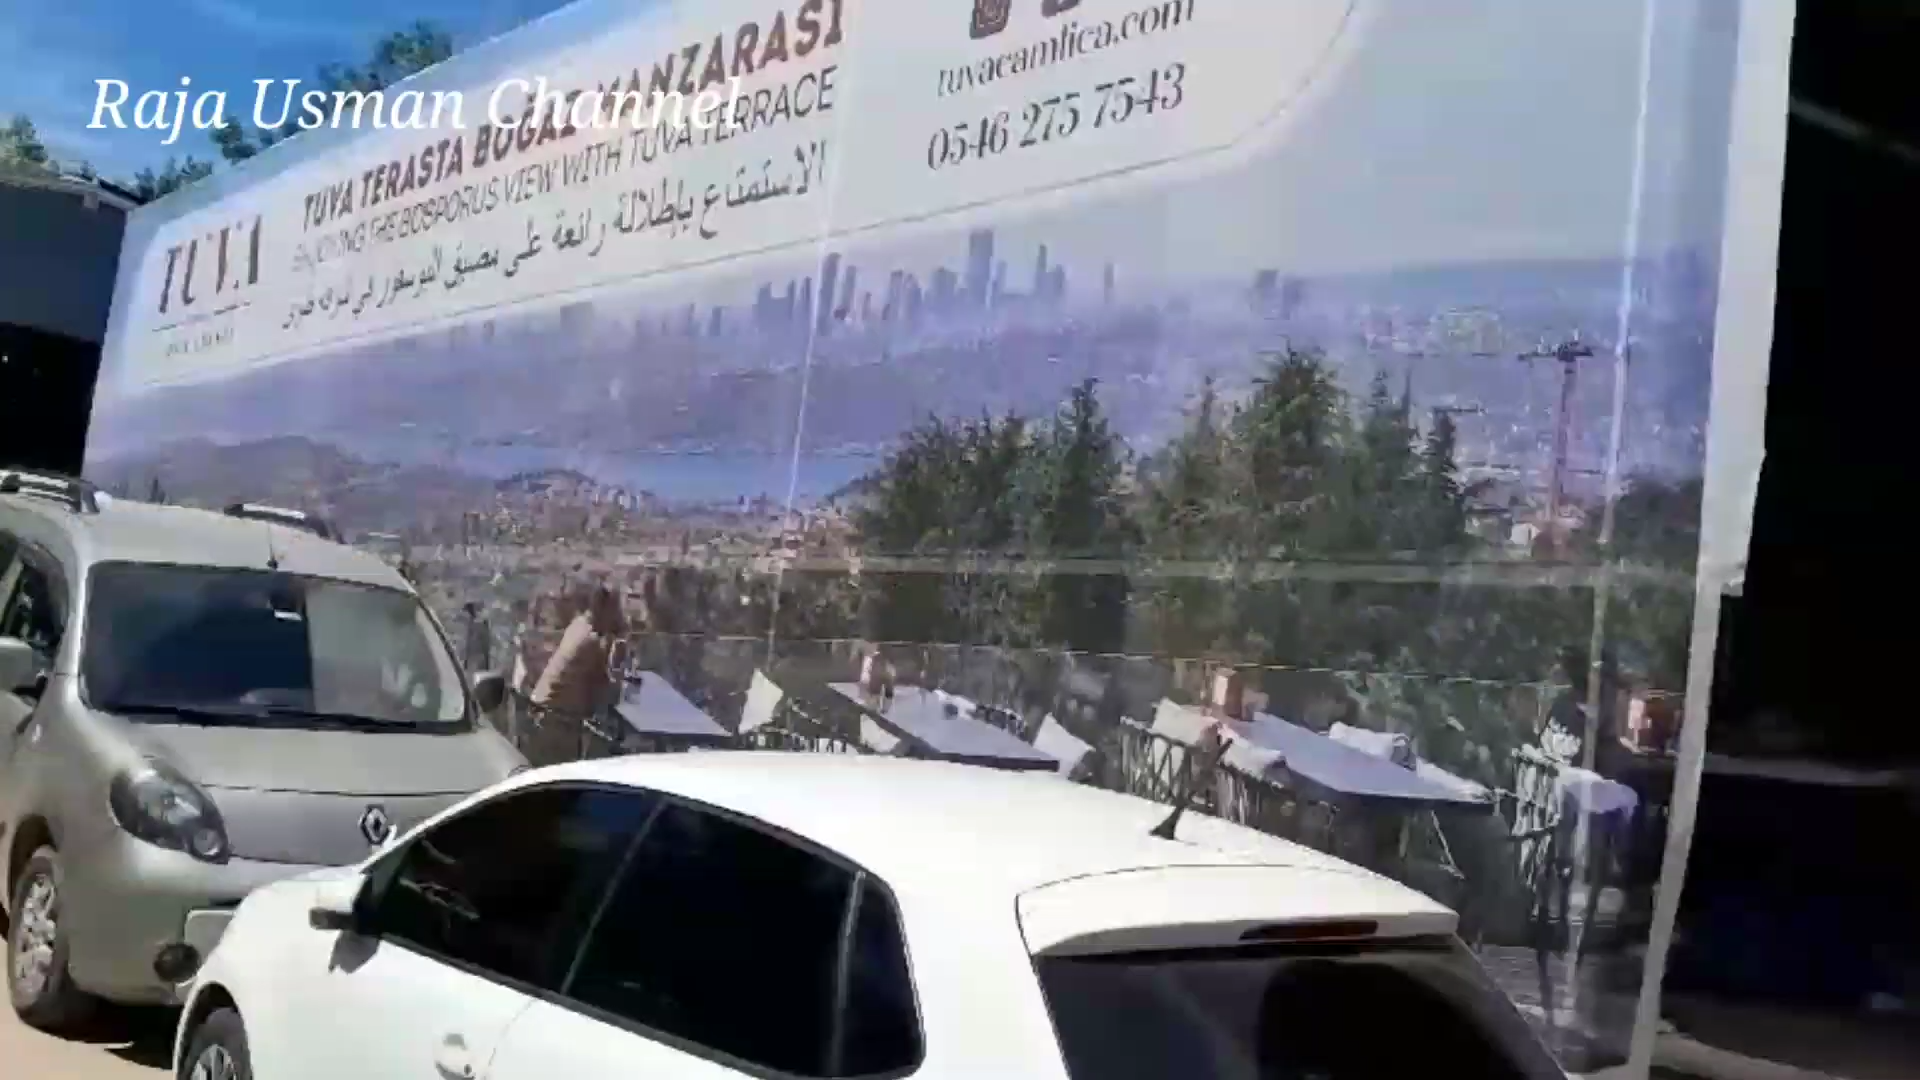 Raja Usman Channel
TUVA
TUVA TERASTA BOĞAZ MANZARASI
ENJOYING THE BOSPORUS VIEW WITH TUVA TERRACE
الاستمتاع بإطلالة رائعة على مضيق البوسفور في
tuvacamlica.com
0546 275 7543